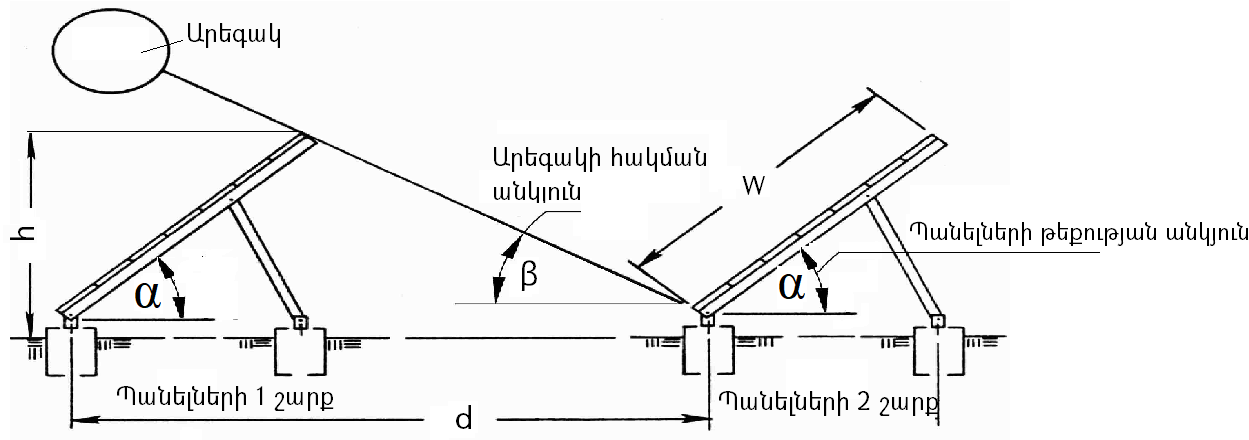 Արեգակ
Արեգակի հակման
անկյուն
W
Պանելների թեքության անկյուն
h
α
β
α
Պանելների 1 շարք
d
Պանելների 2 շարք